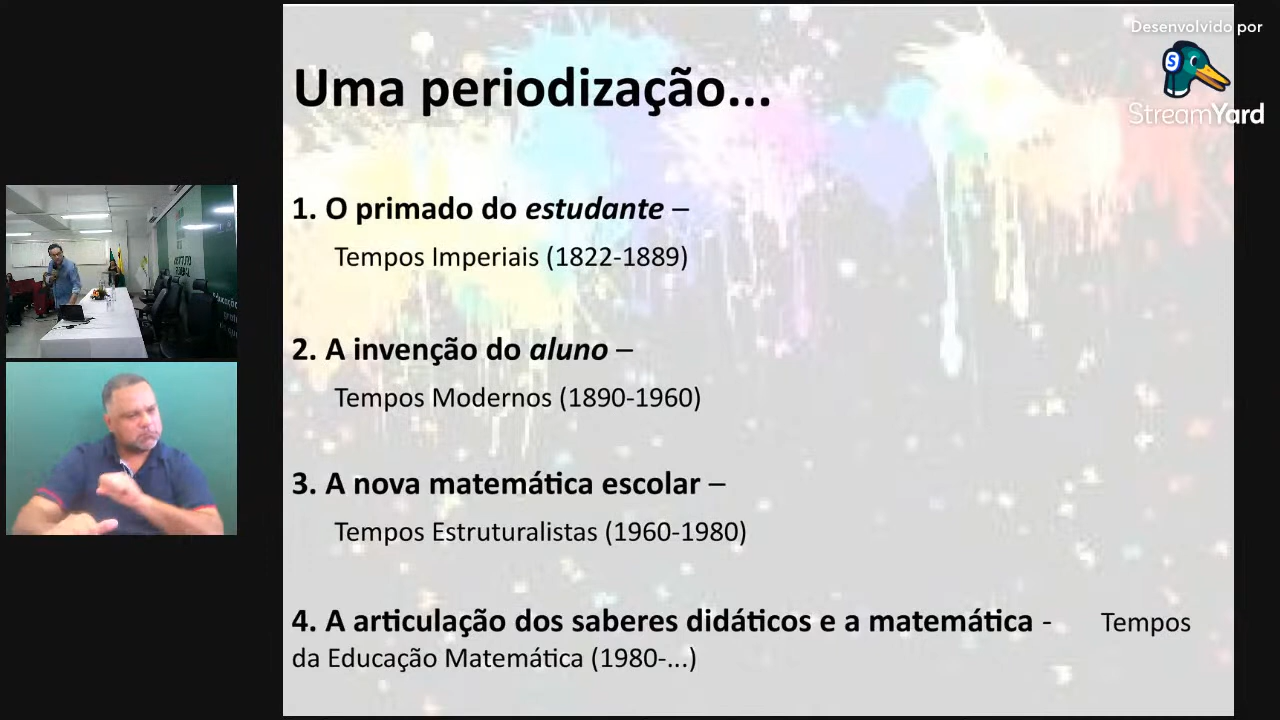 Desenvolvido por
StreamYard
Uma periodização...
1. O primado do estudante –
Tempos Imperiais (1822-1889)
2. A invenção do aluno –
Tempos Modernos (1890-1960)
3. A nova matemática escolar –
Tempos Estruturalistas (1960-1980)
4. A articulação dos saberes didáticos e a matemática - Tempos
da Educação Matemática (1980-...)